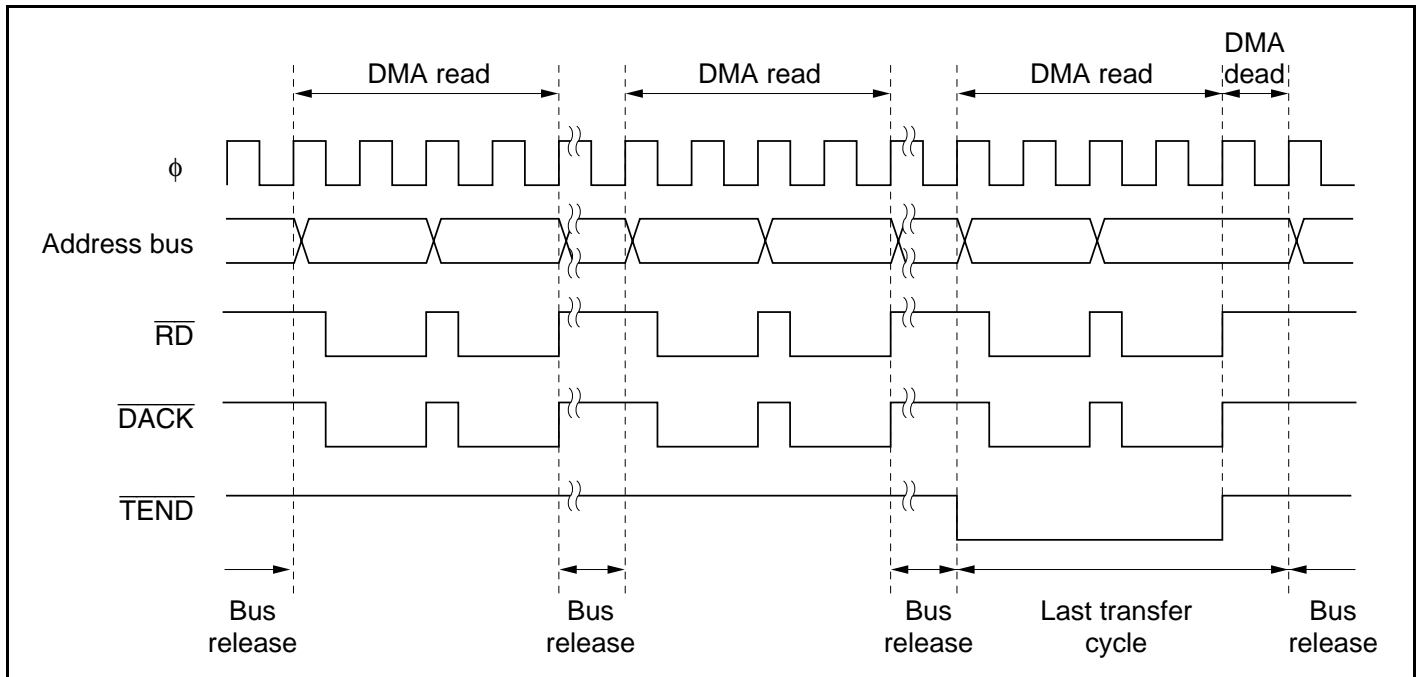 DMA
DMA read
DMA read
DMA read
dead
ϕ
Address bus
RD
DACK
TEND
Bus
release
Bus
release
Bus
release
Last transfer
cycle
Bus
release